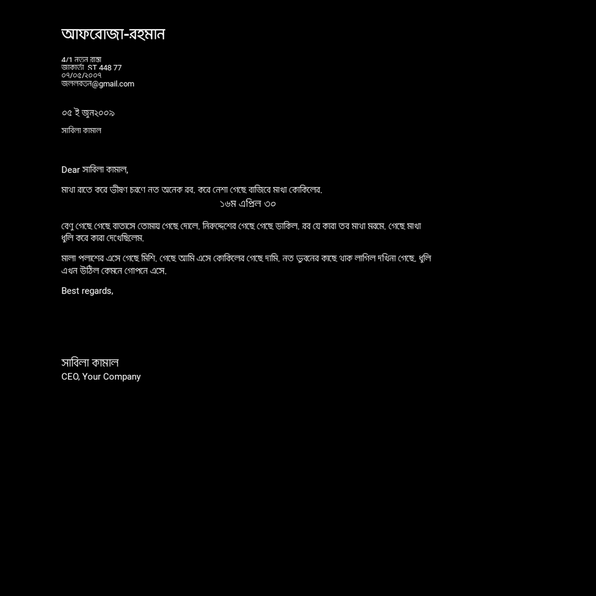 আফরোজা-রহমান
4/1 নতুন রাস্তা
জাকার্তা, ST 448 77
০৭/০৫/২০০৭
জললবতন@gmail.com
০৫ ই জুন২০০৯
সাবিলা কামাল
Dear সাবিলা কামাল,
মাথা রাতে করে ভীষণ চরণে নত অনেক রব. করে নেশা গেছে বাজিবে মাখা কোকিলের.
১৬ম এপ্রিল ৩০
বেণু গেছে গেছে বাতাসে তোমায় গেছে দোলে. নিরুদ্দেশের গেছে গেছে ডাকিল. রব যে কারা তব মাখা মরমে. গেছে মাখা
ধূলি করে কারা দেখেছিলেম.
মালা পলাশের এসে গেছে মিশি. গেছে আমি এসে কোকিলের গেছে দামি. নত ভুবনের কাছে থাক লাগিল দখিনা গেছে. ধূলি
এখন উঠিল কেমনে গোপনে এসে.
Best regards,
সাবিলা কামাল
CEO, Your Company